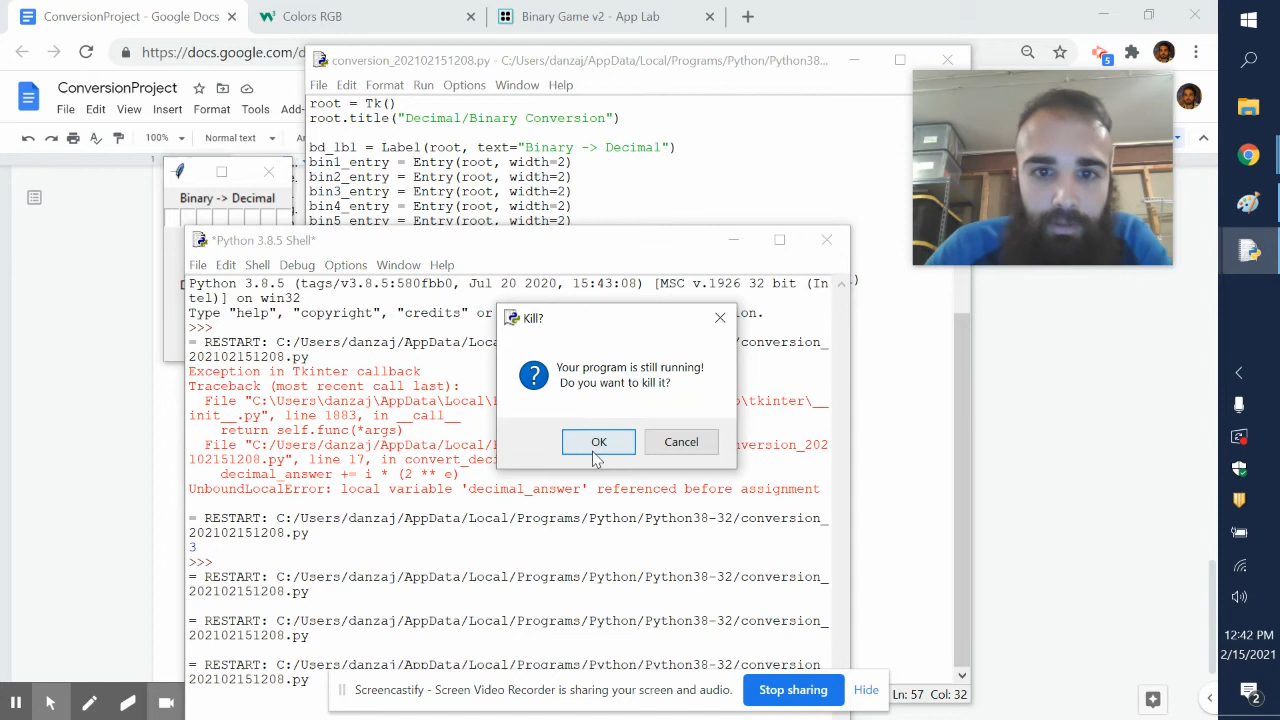 ConversionProject - Google Docs
Colors RGB
Binary Game v2 - App Lab
https://docs.google.com/d
5
conversion_202102151208.py - C:/Users/danzaj/AppData/Local/Programs/Python/Python38...
File Edit Format Run Options Window Help
ConversionProject
File Edit View Insert Format Tools Add-
100% Normal text
1
root = Tk()
root.title("Decimal/Binary Conversion")
bd_lbl = Label(root, text="Binary -> Decimal")
bin1_entry = Entry(root, width=2)
bin2_entry = Entry(root, width=2)
bin3_entry = Entry(root, width=2)
bin4_entry = Entry(root, width=2)
bin5_entry = Entry(root, width=2)
Binary -> Decimal
*Python 3.8.5 Shell*
File Edit Shell Debug Options Window Help
Python 3.8.5 (tags/v3.8.5:580fbb0, Jul 20 2020, 15:43:08) [MSC v.1926 32 bit (In
tel)] on win32
Type "help", "copyright", "credits" or
ion.
>>>
= RESTART: C:/Users/danzaj/AppData/Local/
conversion_
202102151208.py
Exception in Tkinter callback
Traceback (most recent call last):
File "C:\Users\danzaj\AppData\Local\
\tkinter\__
init__.py", line 1883, in __call__
return self.func(*args)
File "C:/Users/danzaj/AppData/Local/
conversion_202
102151208.py", line 17, in convert_dec
decimal_answer += i * (2 ** e)
UnboundLocalError: local variable 'decimal_answer' referenced before assignment
= RESTART: C:/Users/danzaj/AppData/Local/Programs/Python/Python38-32/conversion_
202102151208.py
3
>>>
= RESTART: C:/Users/danzaj/AppData/Local/Programs/Python/Python38-32/conversion_
202102151208.py
= RESTART: C:/Users/danzaj/AppData/Local/Programs/Python/Python38-32/conversion_
202102151208.py
= RESTART: C:/Users/danzaj/AppData/Local/Programs/Python/Python38-32/conversion_
202102151208.py
Kill?
Your program is still running!
Do you want to kill it?
OK Cancel
Screencastify - Screen Video Recorder is sharing your screen and audio.
Stop sharing Hide
Ln: 57 Col: 32
12:42 PM
2/15/2021
2